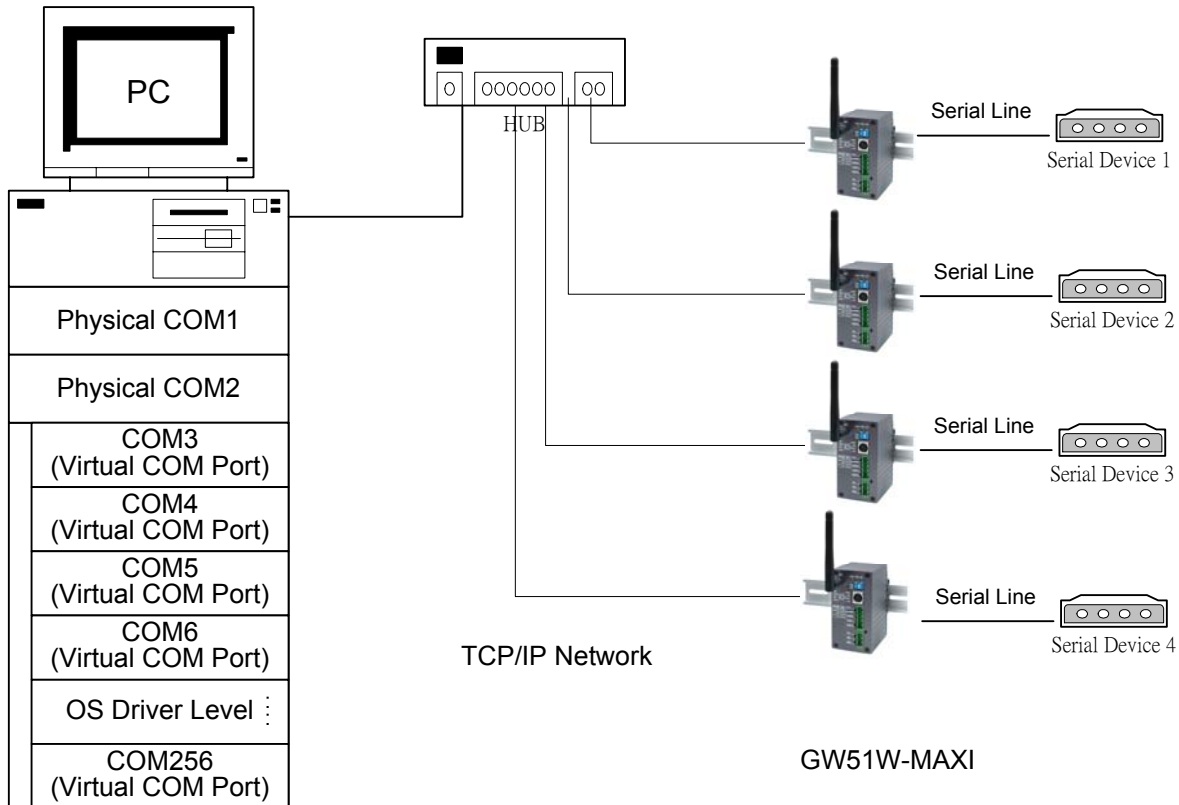 PC
Physical COM1
Physical COM2
COM3
(Virtual COM Port)
COM4
(Virtual COM Port)
COM5
(Virtual COM Port)
COM6
(Virtual COM Port)
OS Driver Level
COM256
(Virtual COM Port)
HUB
TCP/IP Network
Serial Line
Serial Device 1
Serial Line
Serial Device 2
Serial Line
Serial Device 3
Serial Line
Serial Device 4
GW51W-MAXI